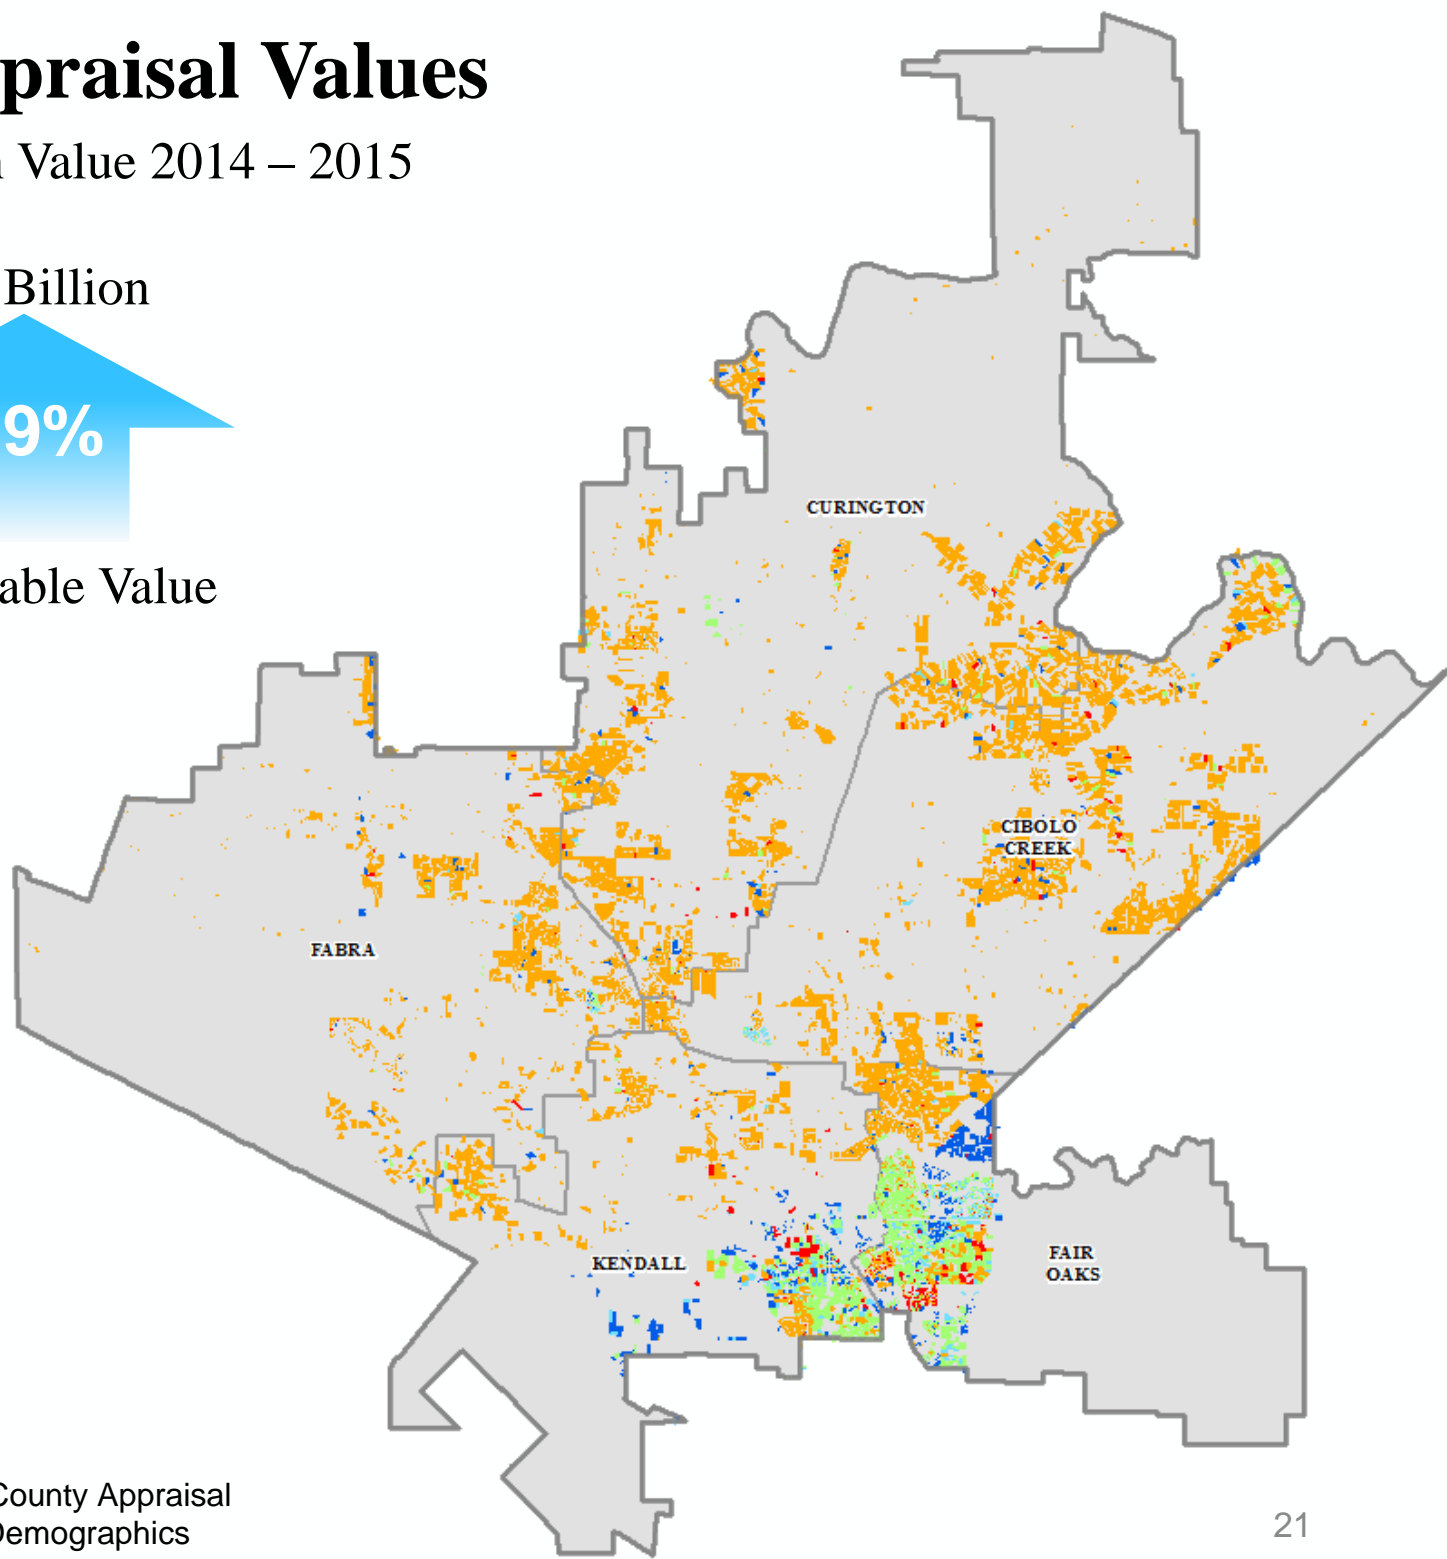 praisal Values
Value 2014 – 2015
Billion
9%
able Value
CURINGTON
CIBOLO
CREEK
FABRA
KENDALL
FAIR
OAKS
County Appraisal
Demographics
21